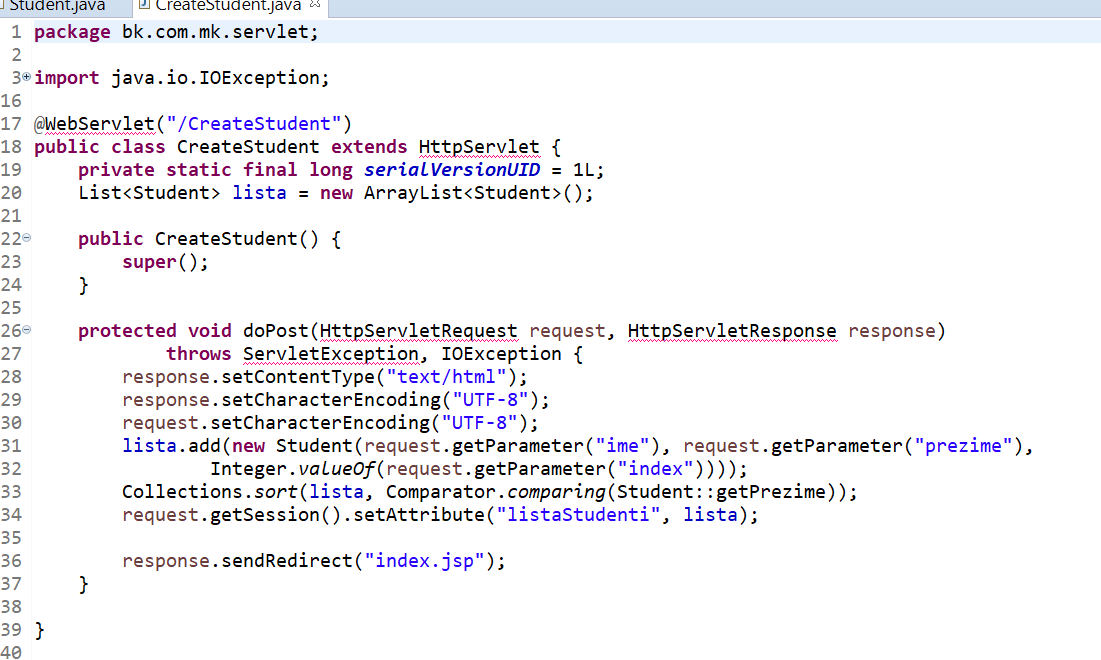 Student.java CreateStudent.java
1 package bk.com.mk.servlet;
2
3 import java.io.IOException;
16
17 @WebServlet("/CreateStudent")
18 public class CreateStudent extends HttpServlet {
19 private static final long serialVersionUID = 1L;
20 List<Student> lista = new ArrayList<Student>();
21
22 public CreateStudent() {
23 super();
24 }
25
26 protected void doPost(HttpServletRequest request, HttpServletResponse response)
27 throws ServletException, IOException {
28 response.setContentType("text/html");
29 response.setCharacterEncoding("UTF-8");
30 request.setCharacterEncoding("UTF-8");
31 lista.add(new Student(request.getParameter("ime"), request.getParameter("prezime"),
32 Integer.valueOf(request.getParameter("index"))));
33 Collections.sort(lista, Comparator.comparing(Student::getPrezime));
34 request.getSession().setAttribute("listaStudenti", lista);
35
36 response.sendRedirect("index.jsp");
37 }
38
39 }
40